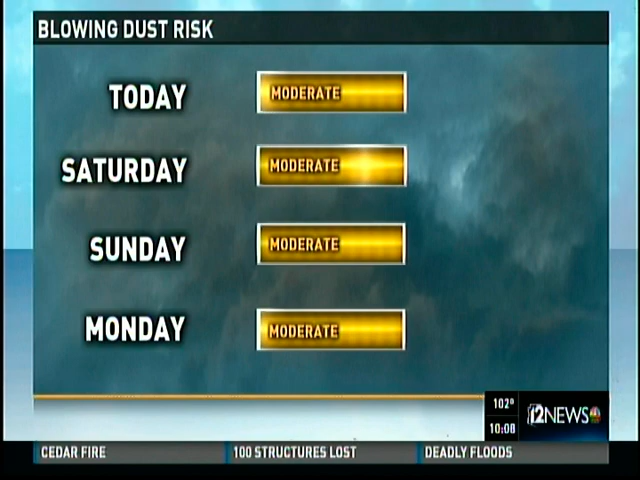 BLOWING DUST RISK
TODAY MODERATE
SATURDAY MODERATE
SUNDAY MODERATE
MONDAY MODERATE
102°
10:08 12NEWS
CEDAR FIRE 100 STRUCTURES LOST DEADLY FLOODS